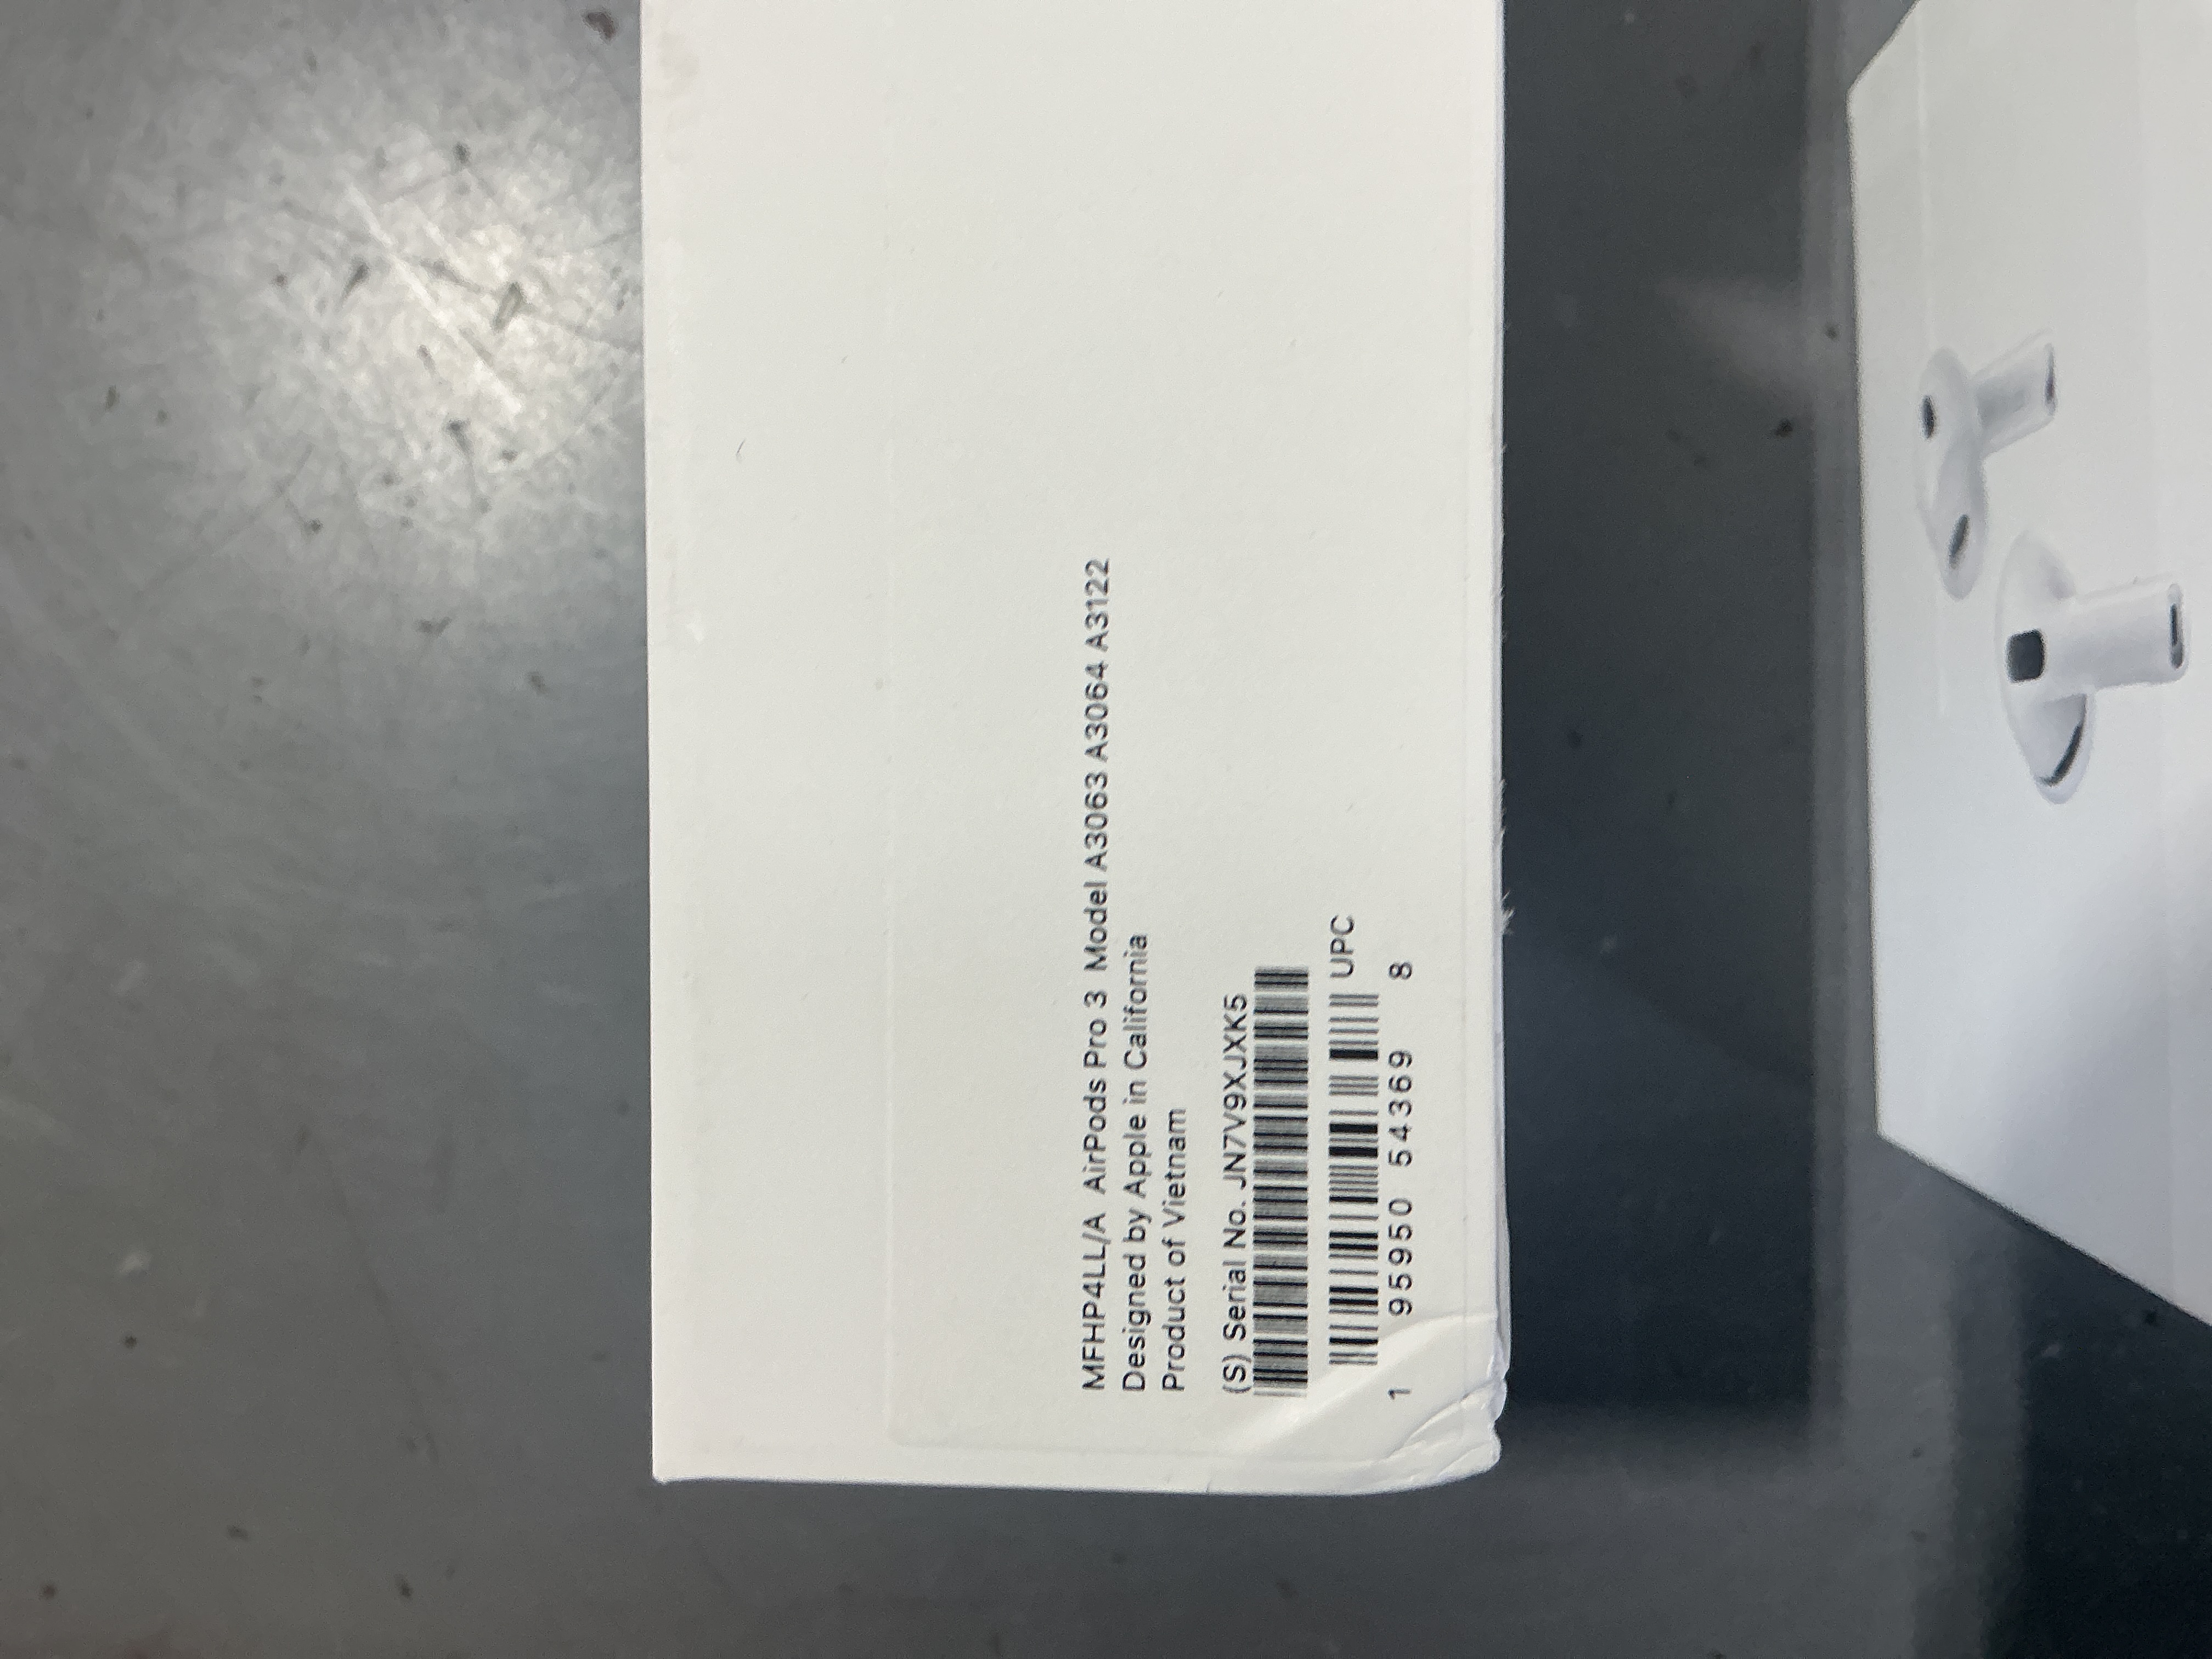 MFHP4LL/A AirPods Pro 3 Model A3063 A3064 A3122
Designed by Apple in California
Product of Vietnam
(S) Serial No. JN7V9XJXK5
UPC
1 95950 54369 8